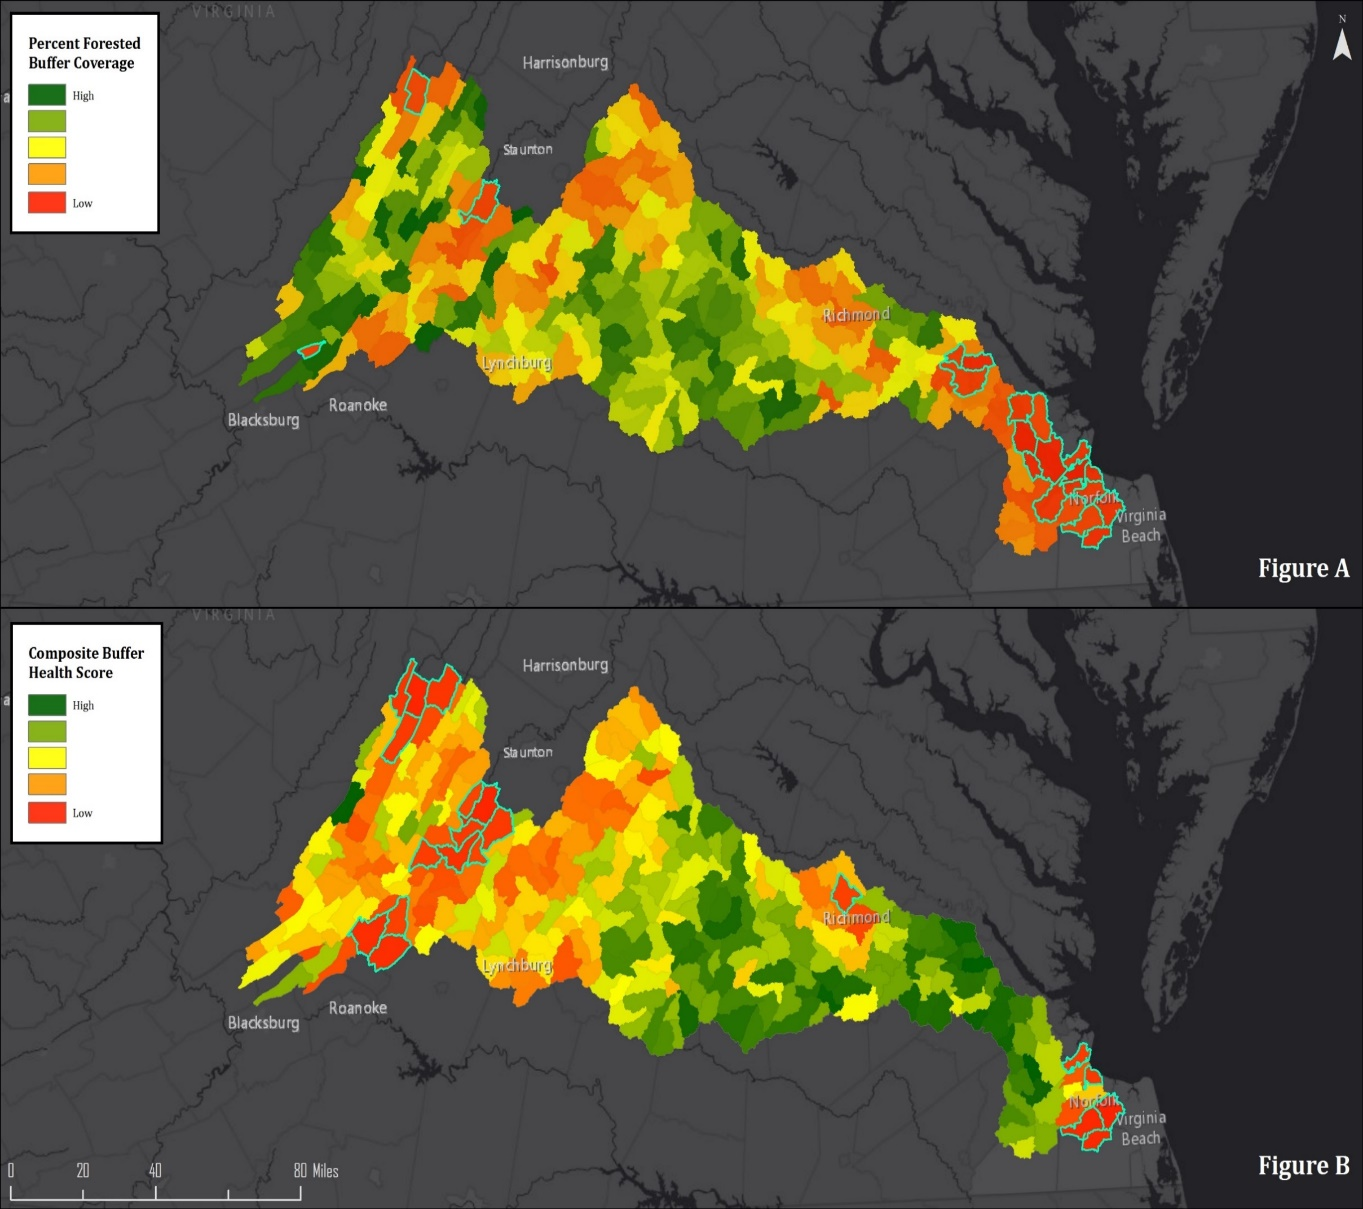 VIRGINIA
N
Percent Forested
Buffer Coverage
High
Low
Harrisonburg
Staunton
Richmond
Lynchburg
Roanoke
Blacksburg
Norfolk
Virginia
Beach
Figure A
VIRGINIA
Composite Buffer
Health Score
High
Low
Harrisonburg
Staunton
Richmond
Lynchburg
Roanoke
Blacksburg
Norfolk
Virginia
Beach
0 20 40 80 Miles
Figure B